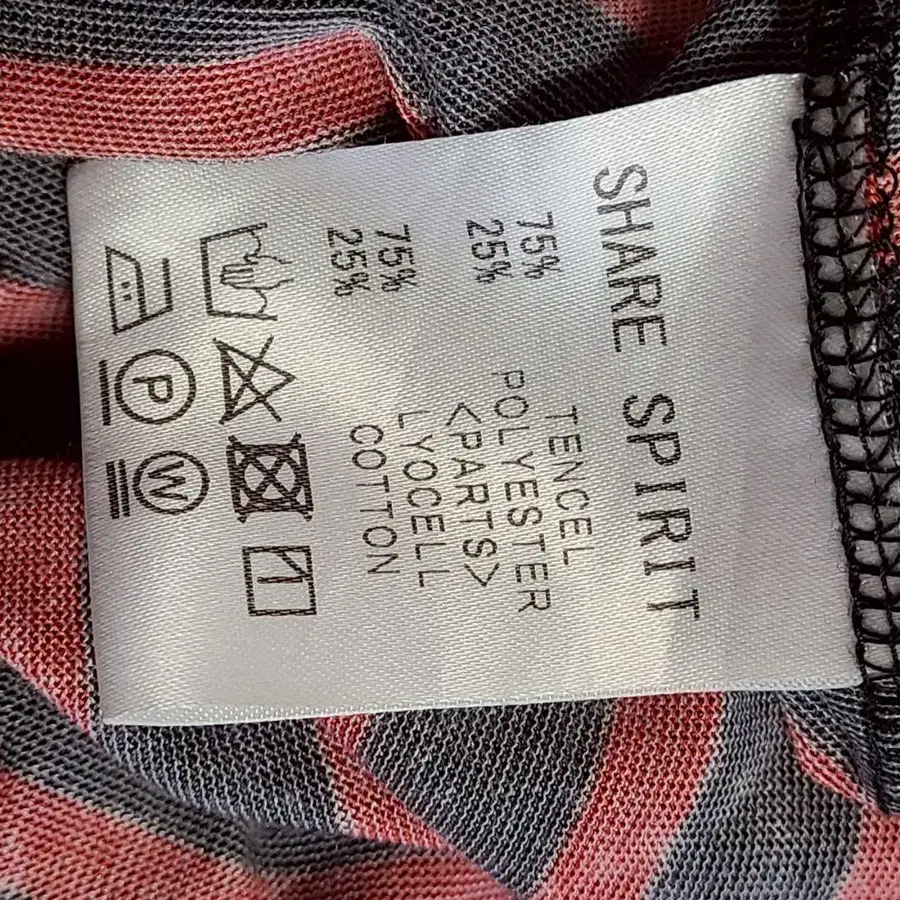 SHARE SPIRIT
75% TENCEL
25% POLYESTER
<PARTS>
75% LYOCELL
25% COTTON
P W